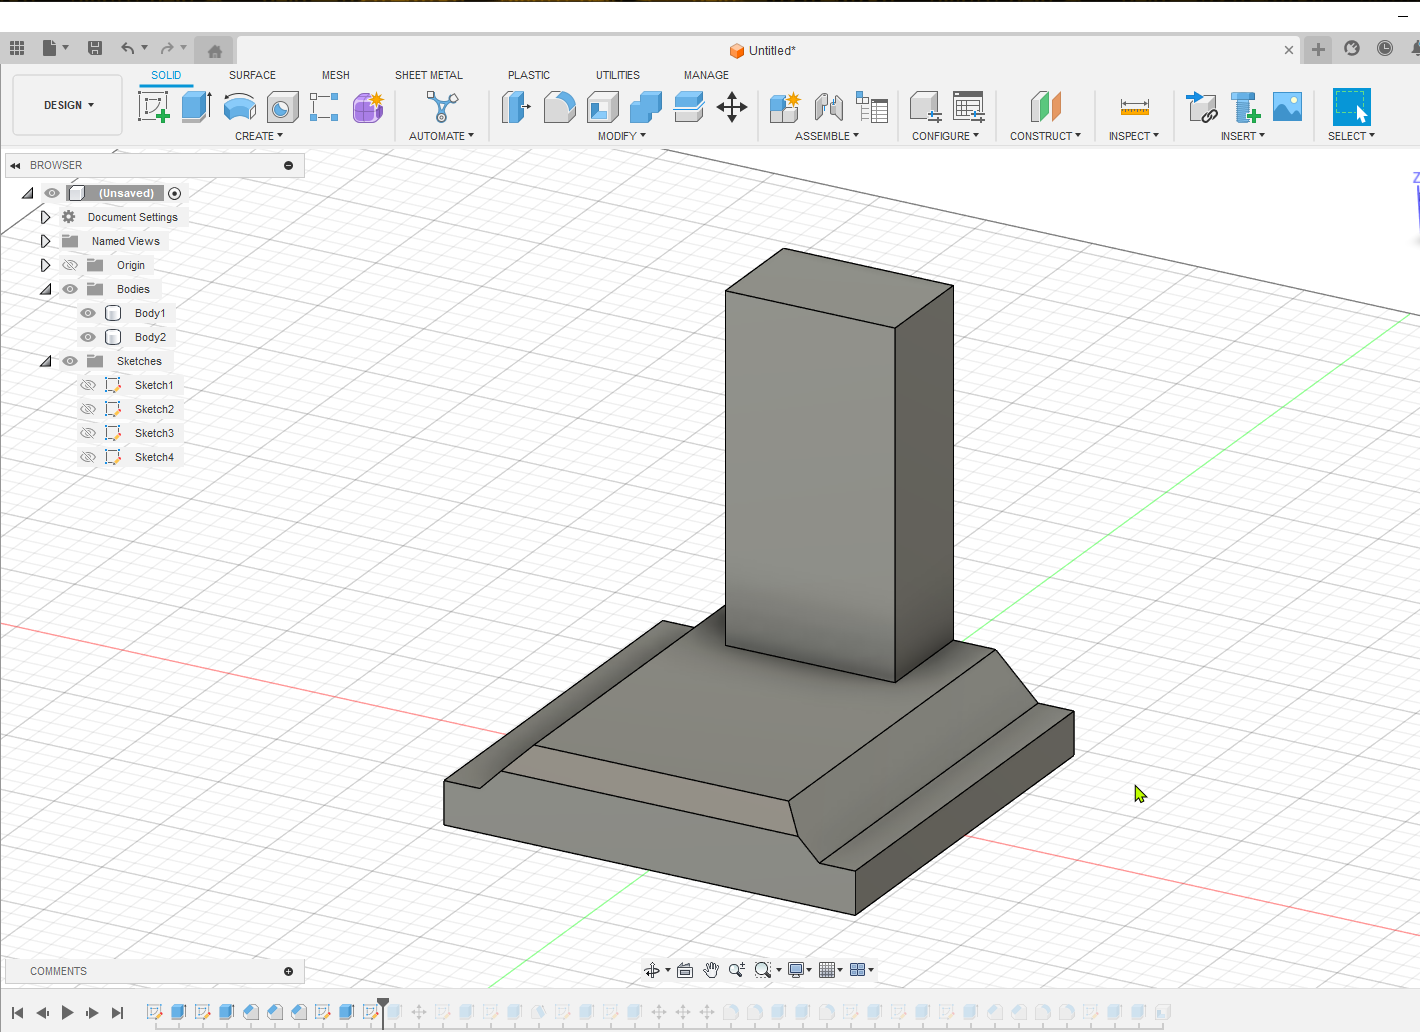 Untitled*
DESIGN
SOLID SURFACE MESH SHEET METAL PLASTIC UTILITIES MANAGE
CREATE AUTOMATE MODIFY ASSEMBLE CONFIGURE CONSTRUCT INSPECT INSERT SELECT
BROWSER
(Unsaved)
Document Settings
Named Views
Origin
Bodies
Body1
Body2
Sketches
Sketch1
Sketch2
Sketch3
Sketch4
Z
COMMENTS